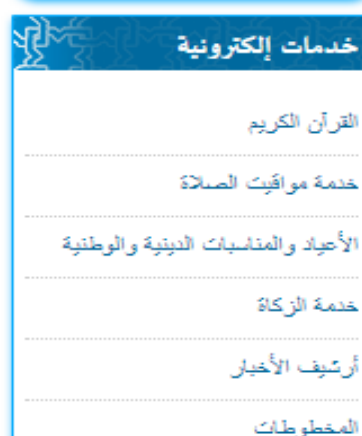 خدمات إلكترونية
القرآن الكريم
خدمة مواقيت الصلاة
الأعياد والمناسبات الدينية والوطنية
خدمة الزكاة
أرشيف الأخبار
المخطوطات